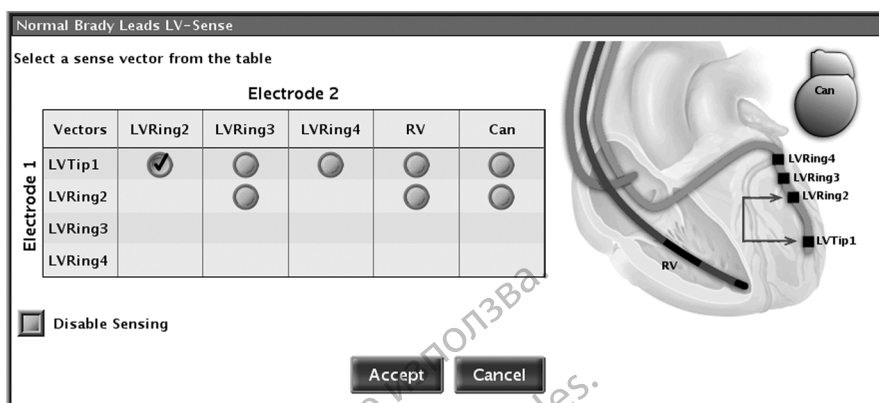 Normal Brady Leads LV-Sense
Select a sense vector from the table
Electrode 2
Electrode 1
Vectors LVRing2 LVRing3 LVRing4 RV Can
LVTip1
LVRing2
LVRing3
LVRing4
Disable Sensing
Accept Cancel
Can
LVRing4
LVRing3
LVRing2
LVTip1
RV